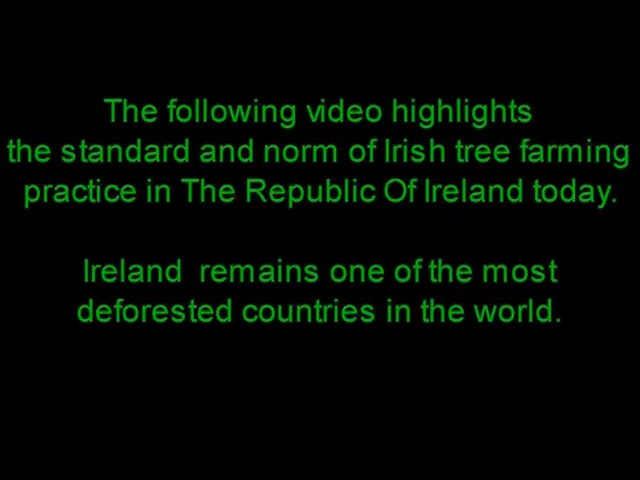 The following video highlights
the standard and norm of Irish tree farming
practice in The Republic Of Ireland today.
Ireland remains one of the most
deforested countries in the world.